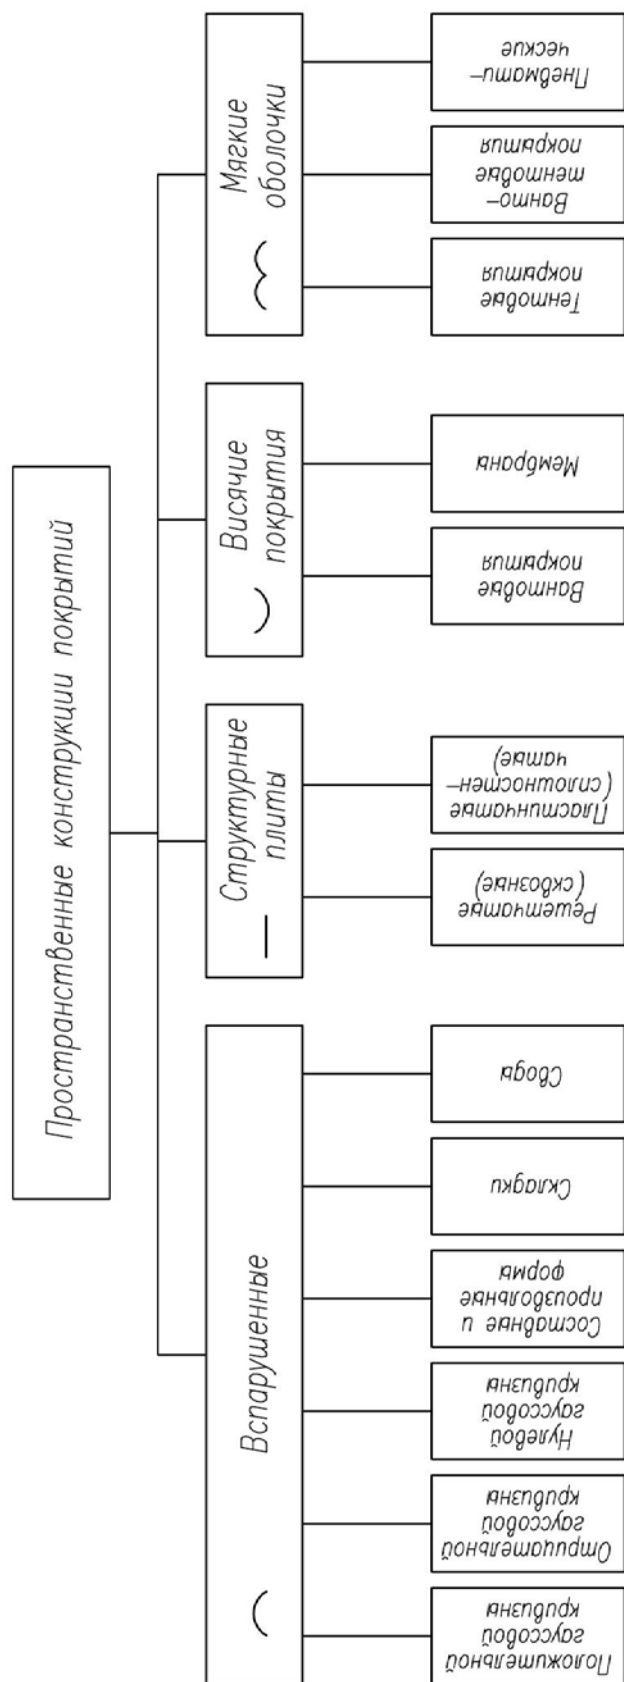 Пространственные конструкции покрытий
Вспарушенные
Структурные
плиты
Висячие
покрытия
Мягкие
оболочки
Положительной
гауссовой
кривизны
Отрицательной
гауссовой
кривизны
Нулевой
гауссовой
кривизны
Составные и
произвольные
формы
Складки
Своды
Решетчатые
(сквозные)
Пластинчатые
(сплошностен-
чатые)
Вантовые
покрытия
Мембраны
Тентовые
покрытия
Ванто-
тентовые
покрытия
Пневмати-
ческие